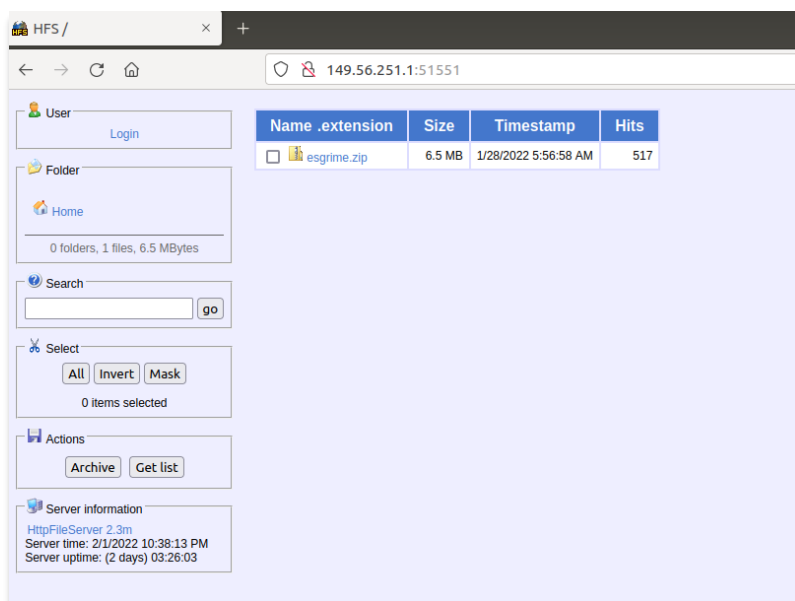 HFS /
149.56.251.1:51551
User
Login
Folder
Home
0 folders, 1 files, 6.5 MBytes
Search
go
Select
All Invert Mask
0 items selected
Actions
Archive Get list
Server information
HttpFileServer 2.3m
Server time: 2/1/2022 10:38:13 PM
Server uptime: (2 days) 03:26:03
Name .extension Size Timestamp Hits
esgrime.zip 6.5 MB 1/28/2022 5:56:58 AM 517